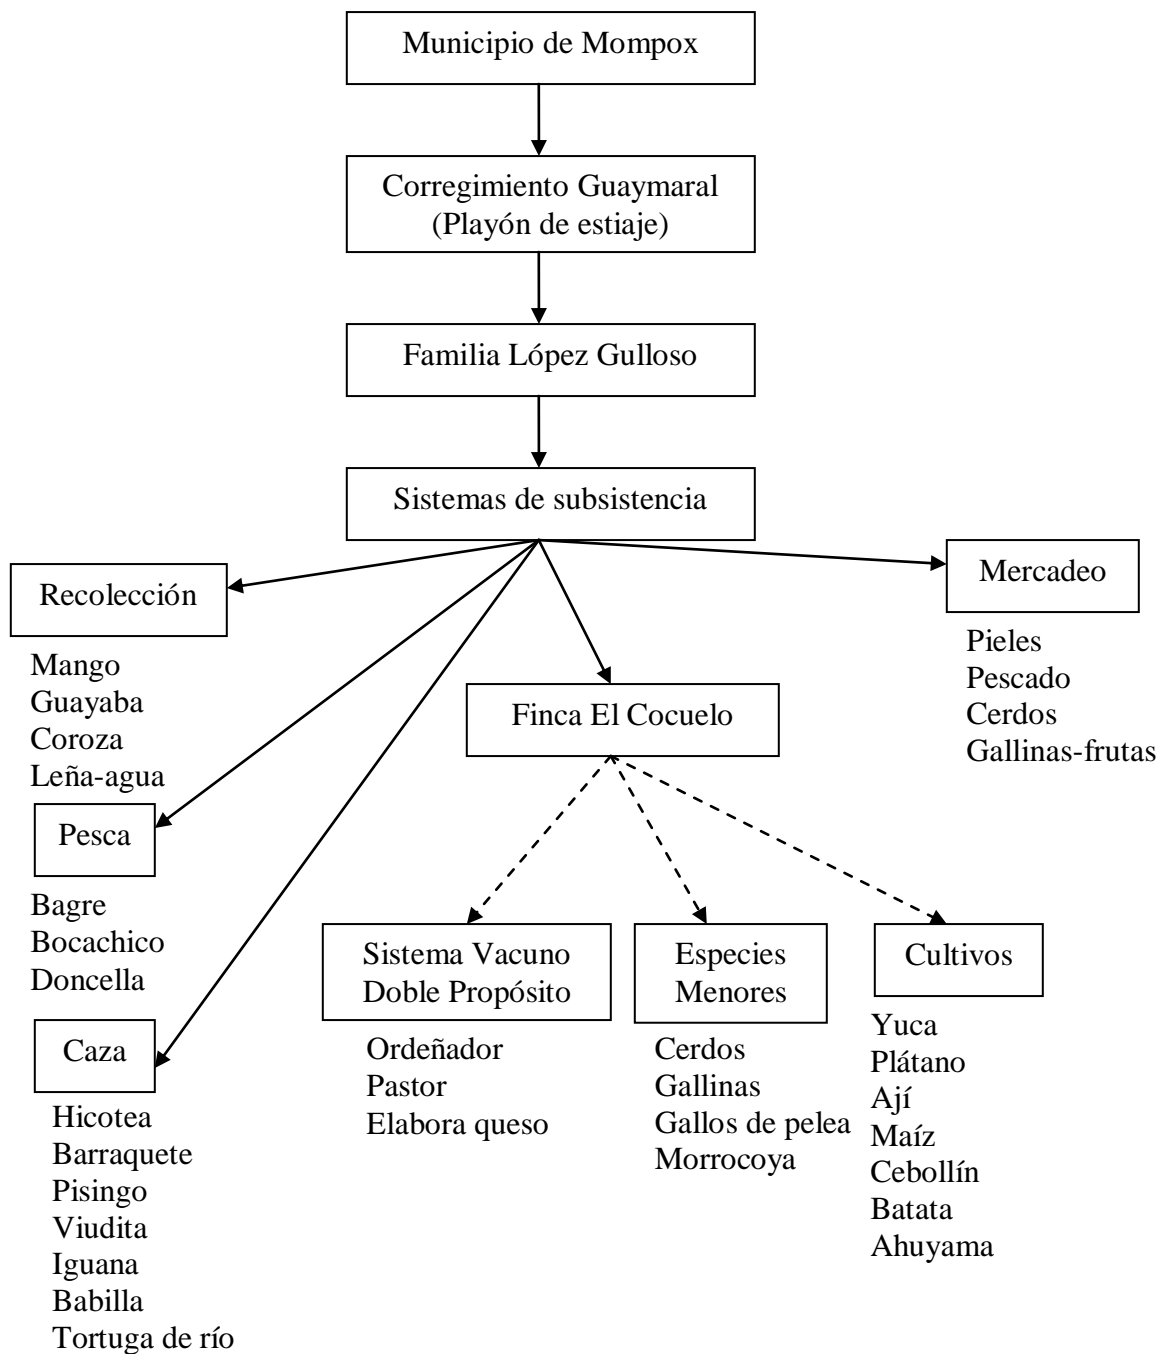 Municipio de Mompox
Corregimiento Guaymaral
(Playón de estiaje)
Familia López Gulloso
Sistemas de subsistencia
Recolección
Mango
Guayaba
Coroza
Leña-agua
Pesca
Bagre
Bocachico
Doncella
Caza
Hicotea
Barraquete
Pisingo
Viudita
Iguana
Babilla
Tortuga de río
Finca El Cocuelo
Sistema Vacuno
Doble Propósito
Ordeñador
Pastor
Elabora queso
Especies
Menores
Cerdos
Gallinas
Gallos de pelea
Morrocoya
Cultivos
Yuca
Plátano
Ají
Maíz
Cebollín
Batata
Ahuyama
Mercadeo
Pieles
Pescado
Cerdos
Gallinas-frutas